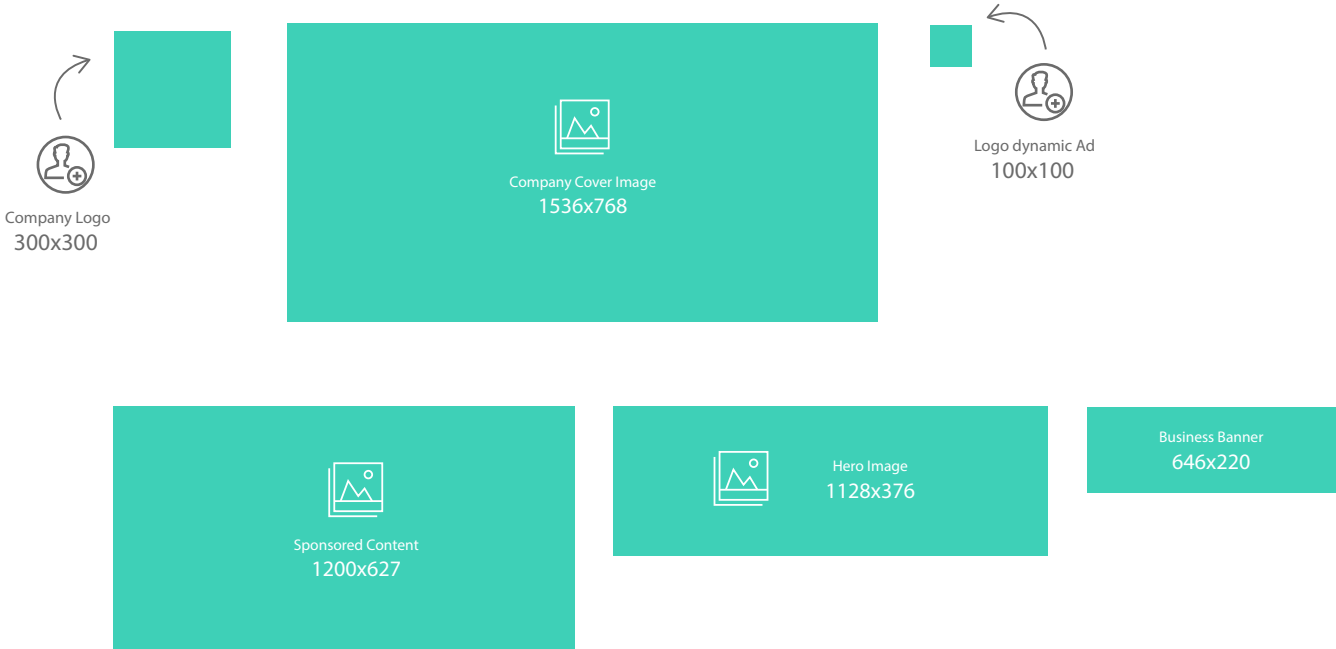 Company Logo
300x300
Company Cover Image
1536x768
Logo dynamic Ad
100x100
Sponsored Content
1200x627
Hero Image
1128x376
Business Banner
646x220